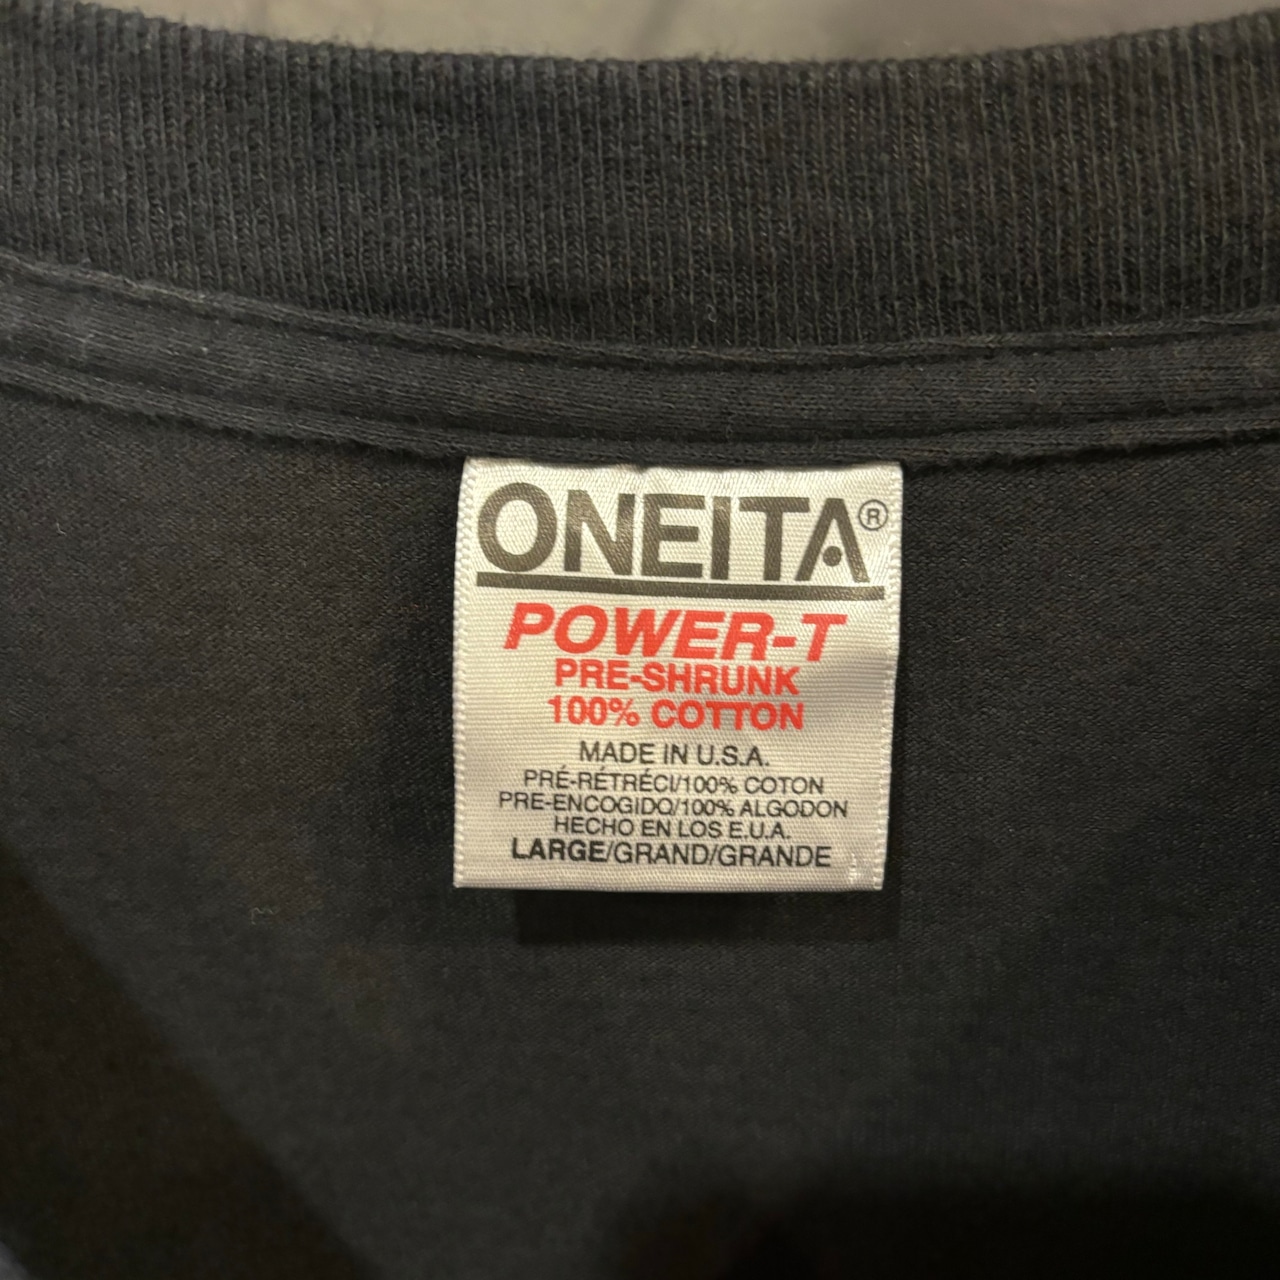 ONEITA®
POWER-T
PRE-SHRUNK
100% COTTON
MADE IN U.S.A.
PRÉ-RÉTRÉCI/100% COTON
PRE-ENCOGIDO/100% ALGODON
HECHO EN LOS E.U.A.
LARGE/GRAND/GRANDE